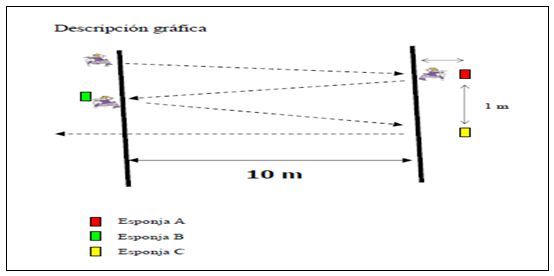 Descripción gráfica
1 m
10 m
Esponja A
Esponja B
Esponja C